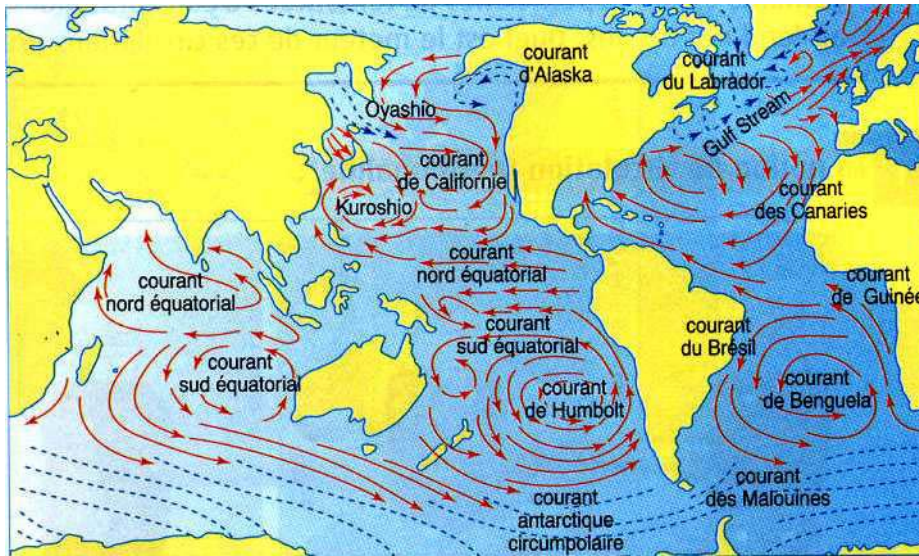 courant
d'Alaska
courant
du Labrador
Oyashio
Gulf Stream
courant
de Californie
Kuroshio
courant
des Canaries
courant
nord équatorial
courant
nord équatorial
courant
de Guinée
courant
sud équatorial
courant
du Brésil
courant
sud équatorial
courant
de Humbolt
courant
de Benguela
courant
des Malouines
courant
antarctique
circumpolaire